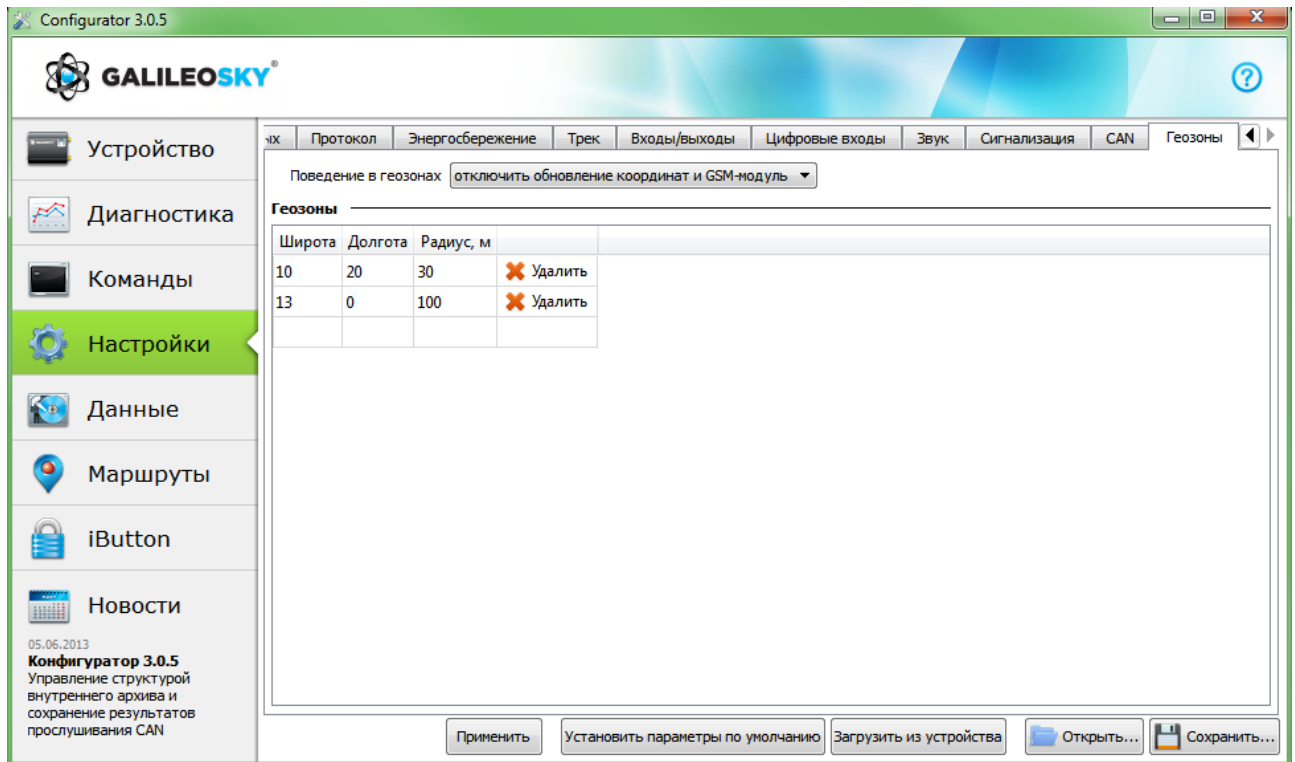 Configurator 3.0.5
GALILEOSKY®
Устройство
Диагностика
Команды
Настройки
Данные
Маршруты
iButton
Новости
05.06.2013
Конфигуратор 3.0.5
Управление структурой
внутреннего архива и
сохранение результатов
прослушивания CAN
ых Протокол Энергосбережение Трек Входы/выходы Цифровые входы Звук Сигнализация CAN Геозоны
Поведение в геозонах отключить обновление координат и GSM-модуль
Геозоны
Широта Долгота Радиус, м
10 20 30 Удалить
13 0 100 Удалить
Применить Установить параметры по умолчанию Загрузить из устройства Открыть... Сохранить...